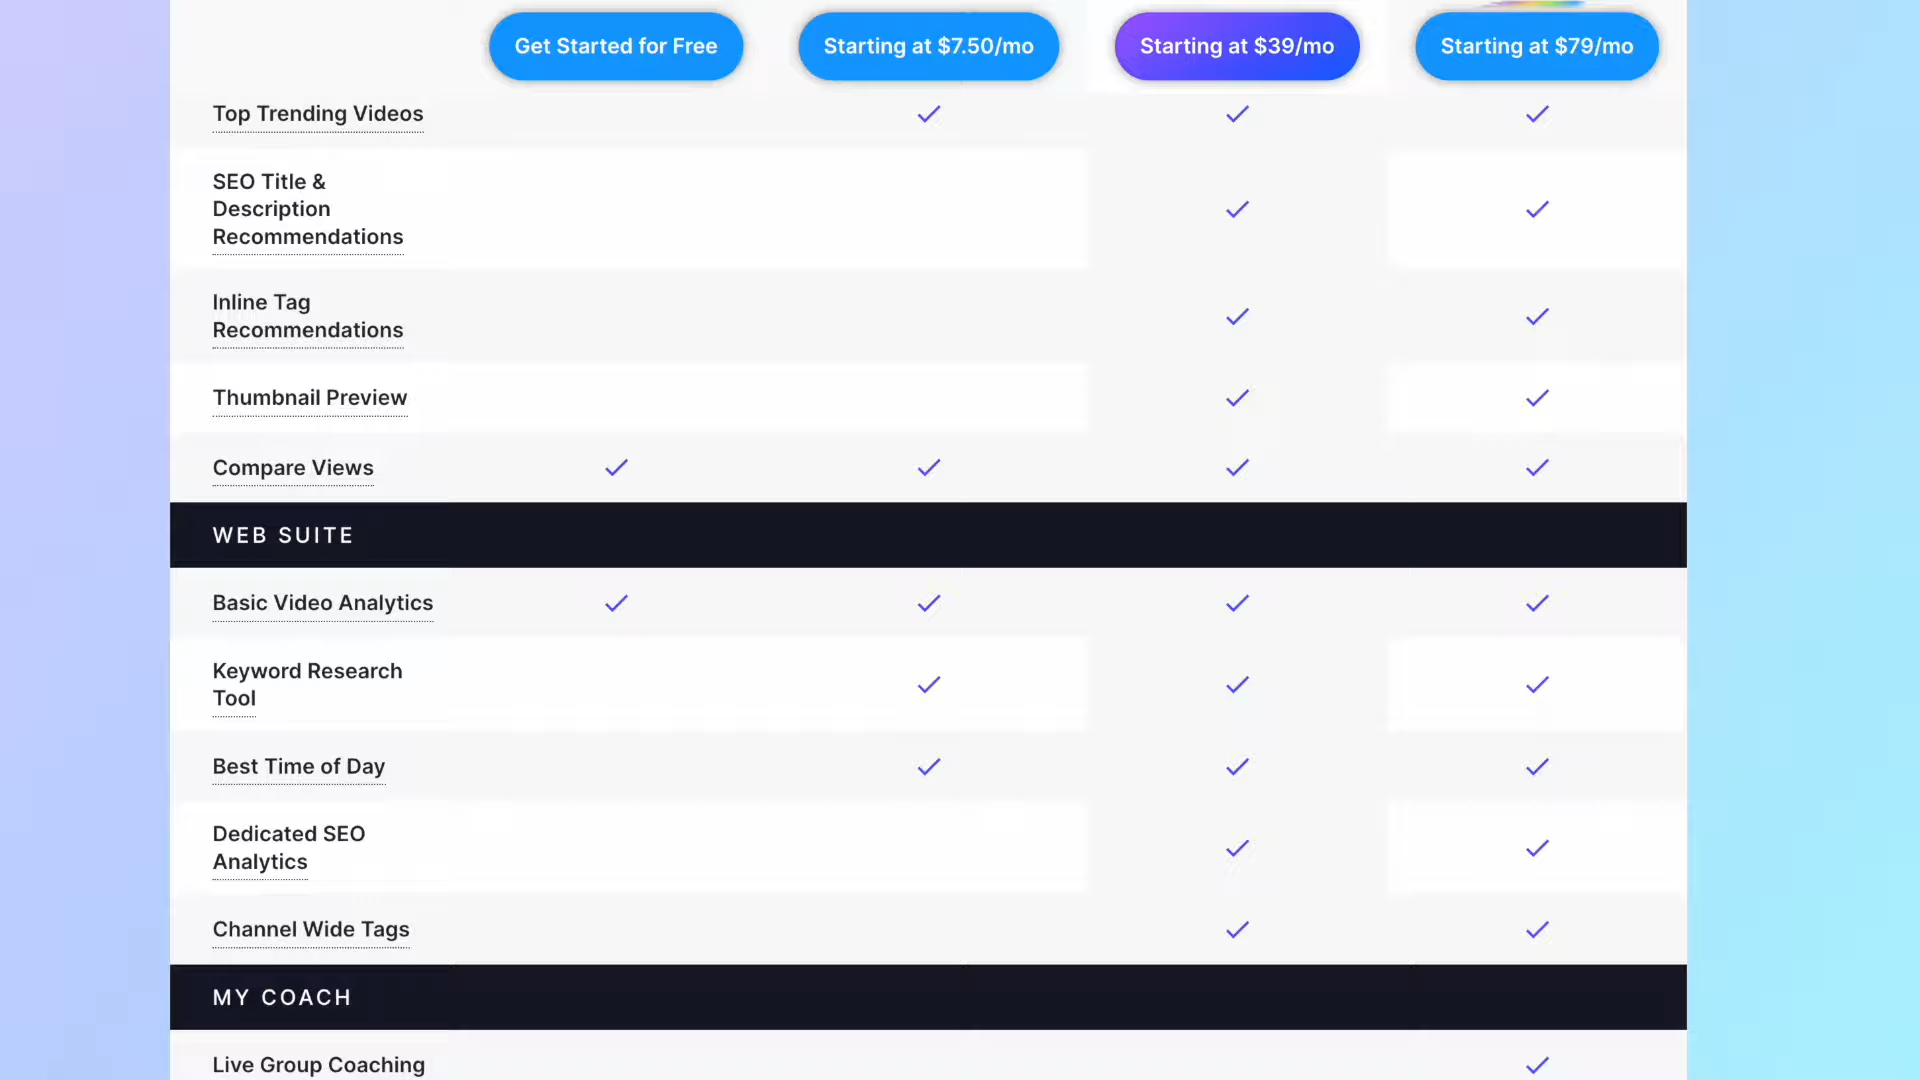 Get Started for Free
Starting at $7.50/mo
Starting at $39/mo
Starting at $79/mo
Top Trending Videos
SEO Title &
Description
Recommendations
Inline Tag
Recommendations
Thumbnail Preview
Compare Views
WEB SUITE
Basic Video Analytics
Keyword Research
Tool
Best Time of Day
Dedicated SEO
Analytics
Channel Wide Tags
MY COACH
Live Group Coaching